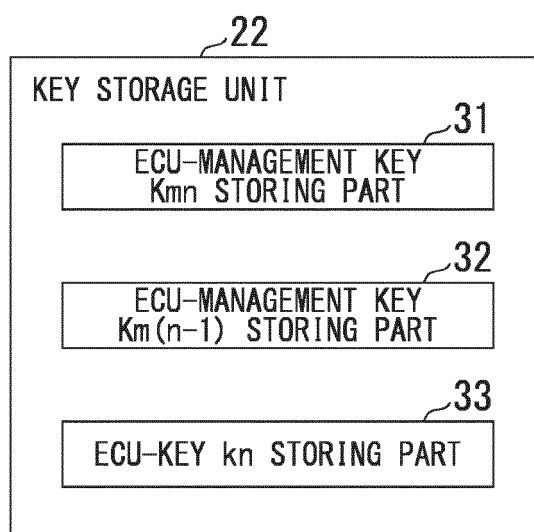 22
KEY STORAGE UNIT
31
ECU-MANAGEMENT KEY
Kmn STORING PART
32
ECU-MANAGEMENT KEY
Km(n-1) STORING PART
33
ECU-KEY kn STORING PART